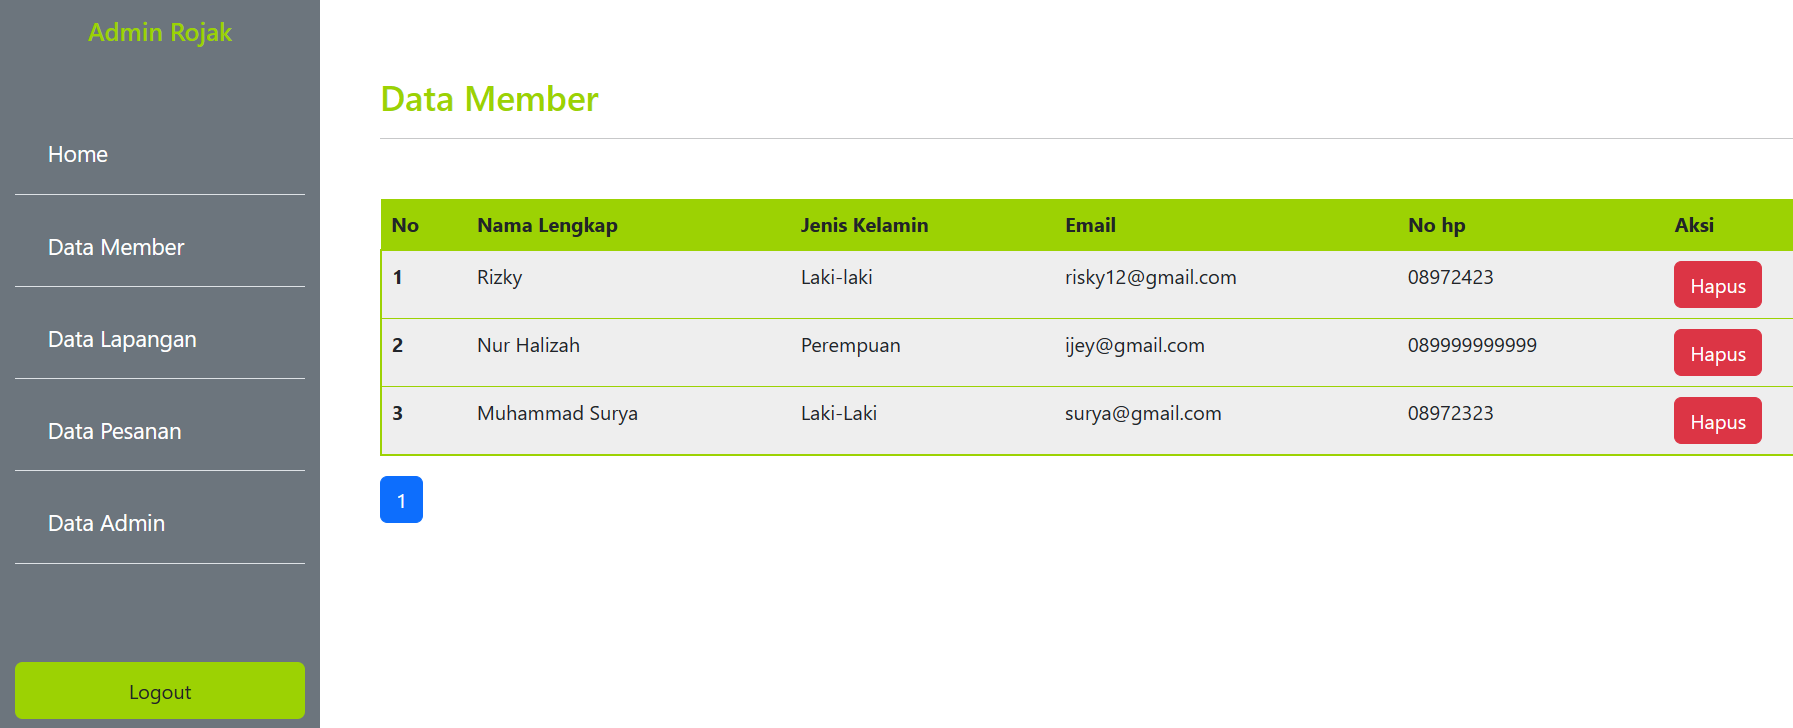 Admin Rojak
Home
Data Member
Data Lapangan
Data Pesanan
Data Admin
Logout
Data Member
No Nama Lengkap Jenis Kelamin Email No hp Aksi
1 Rizky Laki-laki risky12@gmail.com 08972423 Hapus
2 Nur Halizah Perempuan ijey@gmail.com 089999999999 Hapus
3 Muhammad Surya Laki-Laki surya@gmail.com 08972323 Hapus
1